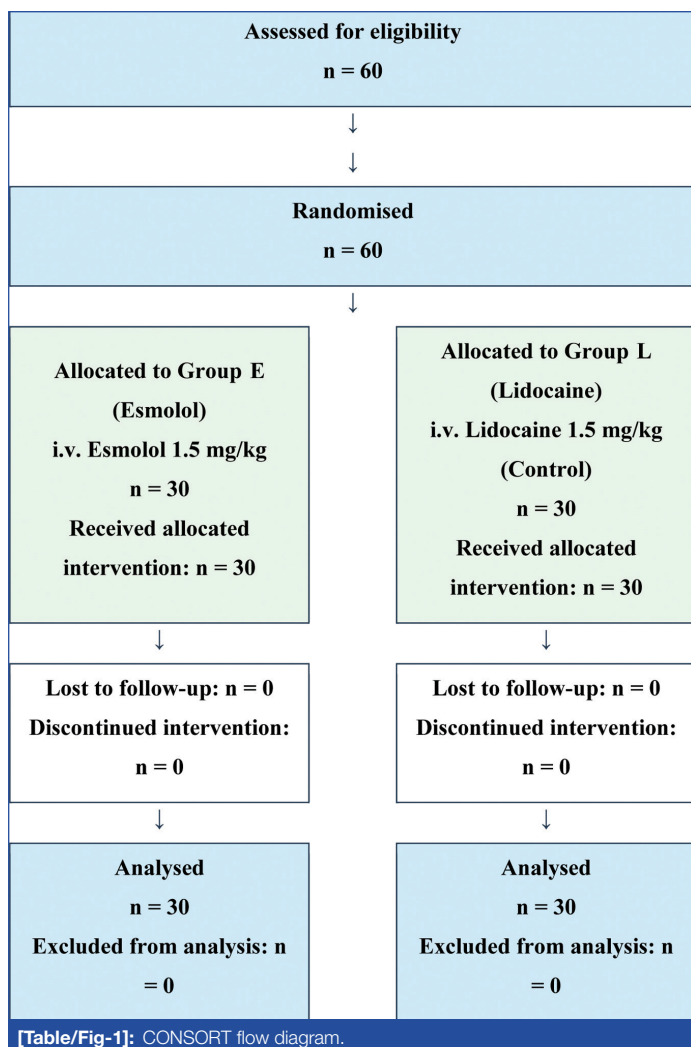 Assessed for eligibility
n = 60
↓
↓
Randomised
n = 60
↓
Allocated to Group E
(Esmolol)
i.v. Esmolol 1.5 mg/kg
n = 30
Received allocated
intervention: n = 30
Allocated to Group L
(Lidocaine)
i.v. Lidocaine 1.5 mg/kg
(Control)
n = 30
Received allocated
intervention: n = 30
↓
↓
Lost to follow-up: n = 0
Discontinued intervention:
n = 0
Lost to follow-up: n = 0
Discontinued intervention:
n = 0
↓
↓
Analysed
n = 30
Excluded from analysis: n
= 0
Analysed
n = 30
Excluded from analysis: n
= 0
[Table/Fig-1]: CONSORT flow diagram.